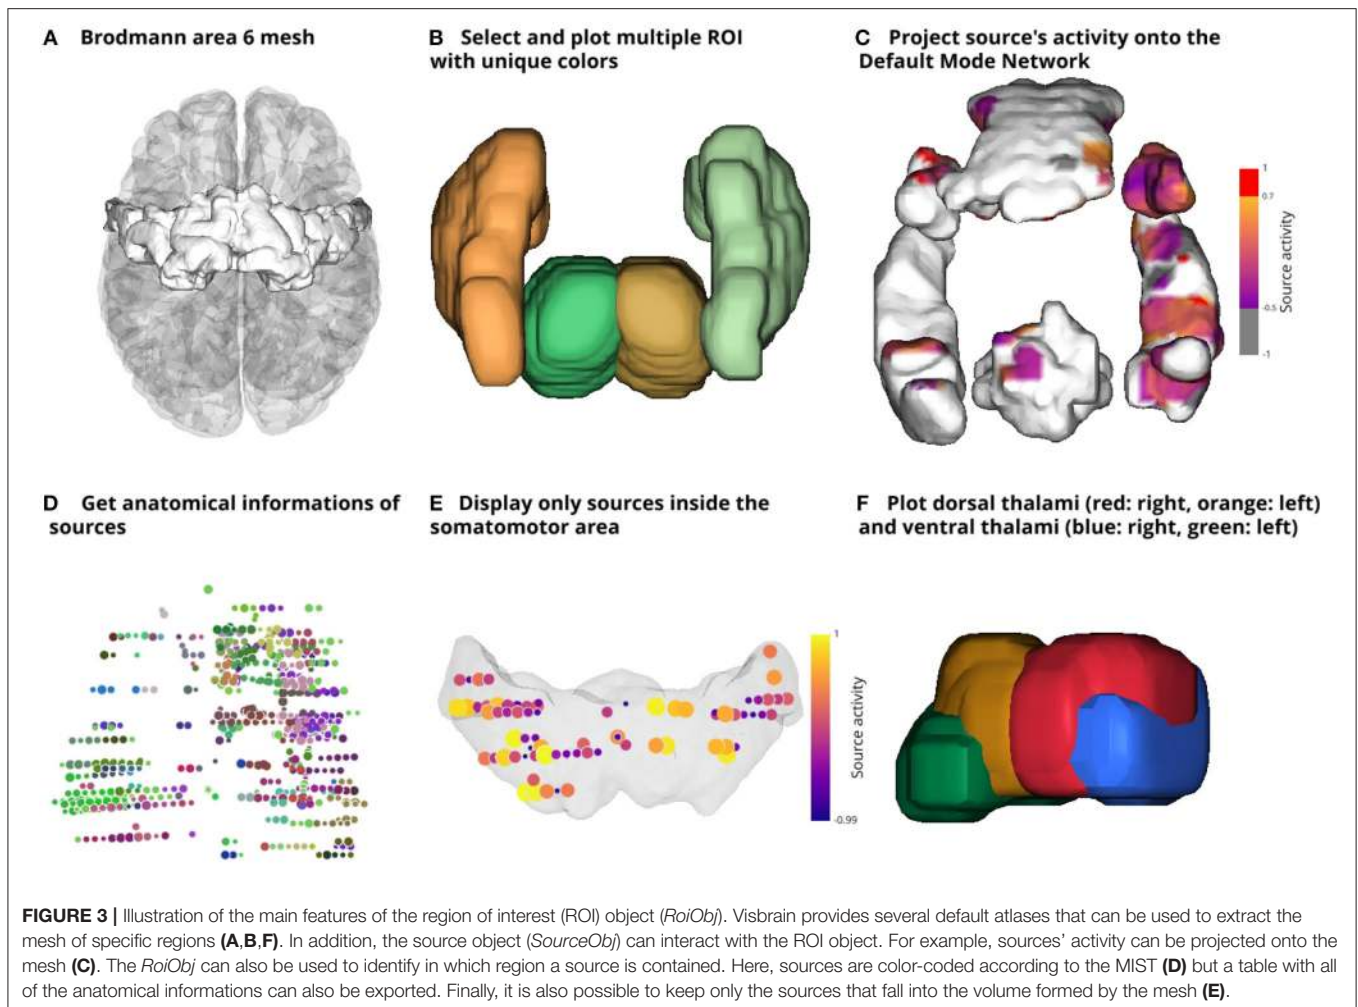 A Brodmann area 6 mesh
B Select and plot multiple ROI
with unique colors
C Project source's activity onto the
Default Mode Network
1
0.7
-0.5
-1
Source activity
D Get anatomical informations of
sources
E Display only sources inside the
somatomotor area
1
-0.99
Source activity
F Plot dorsal thalami (red: right, orange: left)
and ventral thalami (blue: right, green: left)
FIGURE 3 | Illustration of the main features of the region of interest (ROI) object (RoiObj). Visbrain provides several default atlases that can be used to extract the
mesh of specific regions (A,B,F). In addition, the source object (SourceObj) can interact with the ROI object. For example, sources' activity can be projected onto the
mesh (C). The RoiObj can also be used to identify in which region a source is contained. Here, sources are color-coded according to the MIST (D) but a table with all
of the anatomical informations can also be exported. Finally, it is also possible to keep only the sources that fall into the volume formed by the mesh (E).